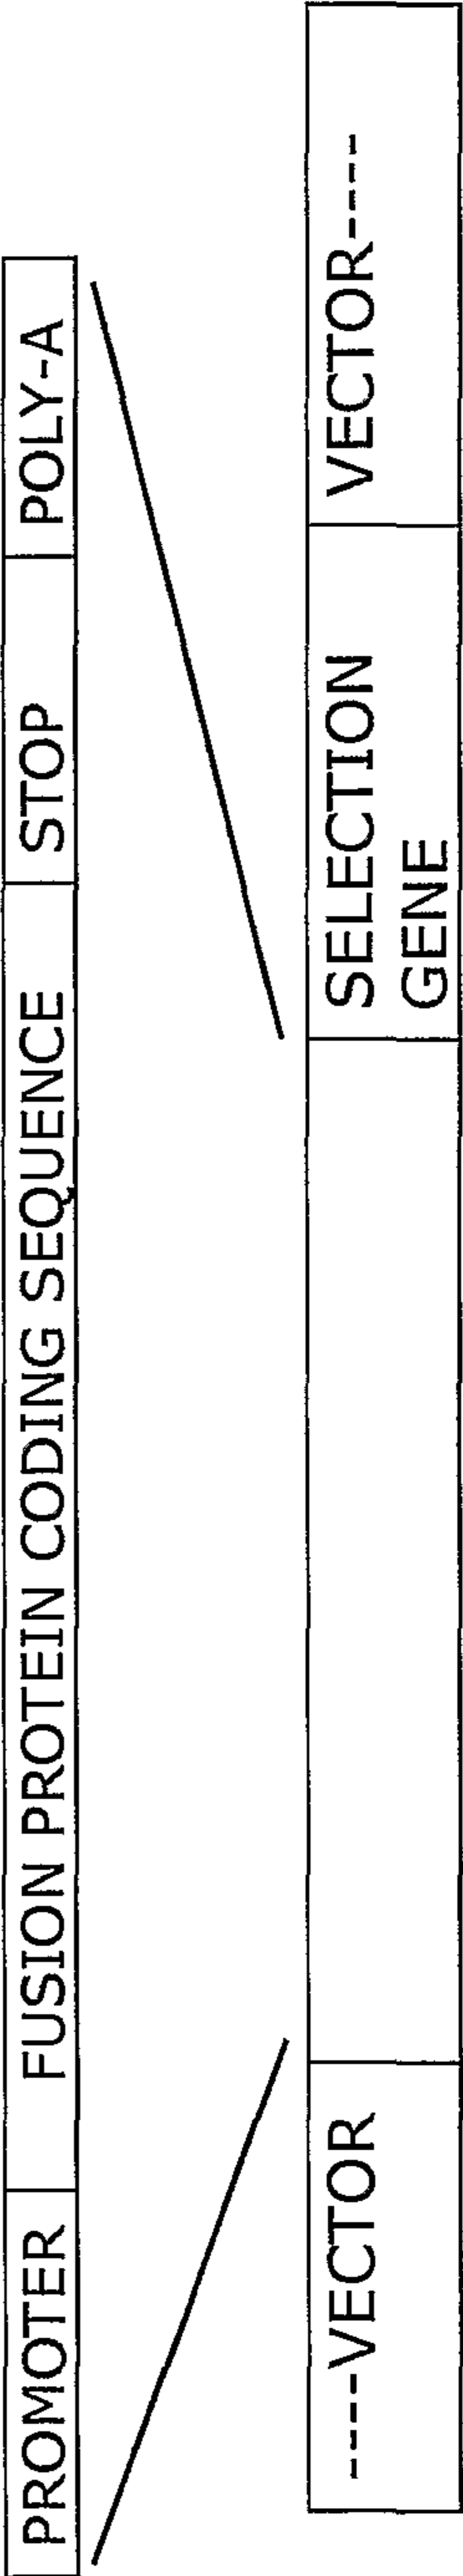 PROMOTER
FUSION PROTEIN CODING SEQUENCE
STOP
POLY-A
----VECTOR
SELECTION
GENE
VECTOR----